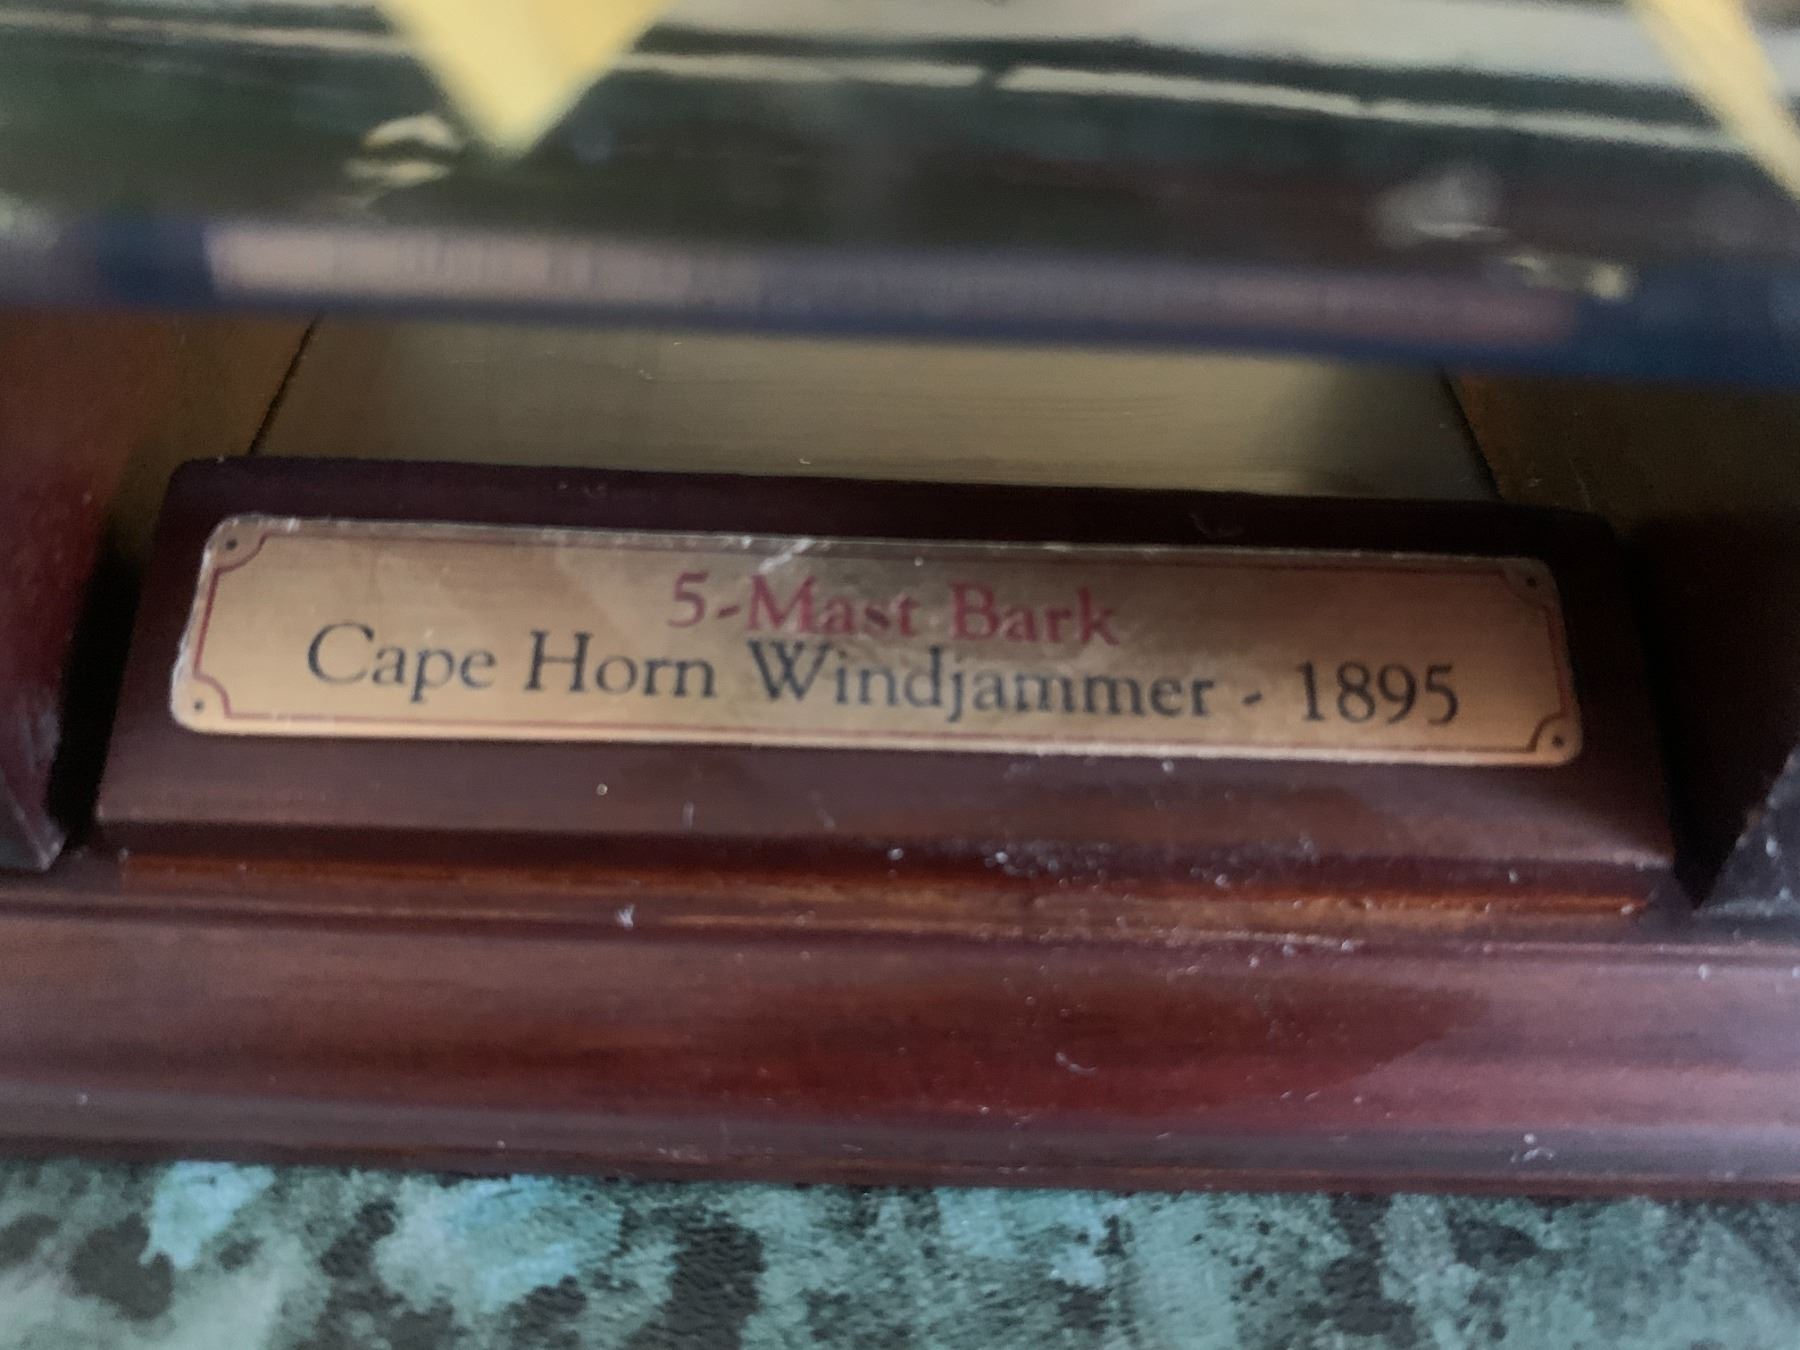 5-Mast Bark
Cape Horn Windjammer - 1895